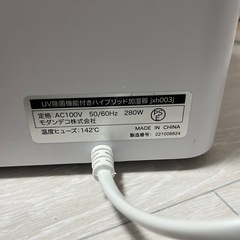 UV除菌機能付きハイブリッド加湿器 jxh003j
定格：AC100V 50/60Hz 280W
モダンデコ株式会社
温度ヒューズ：142℃
MADE IN CHINA
製造番号： 221008824